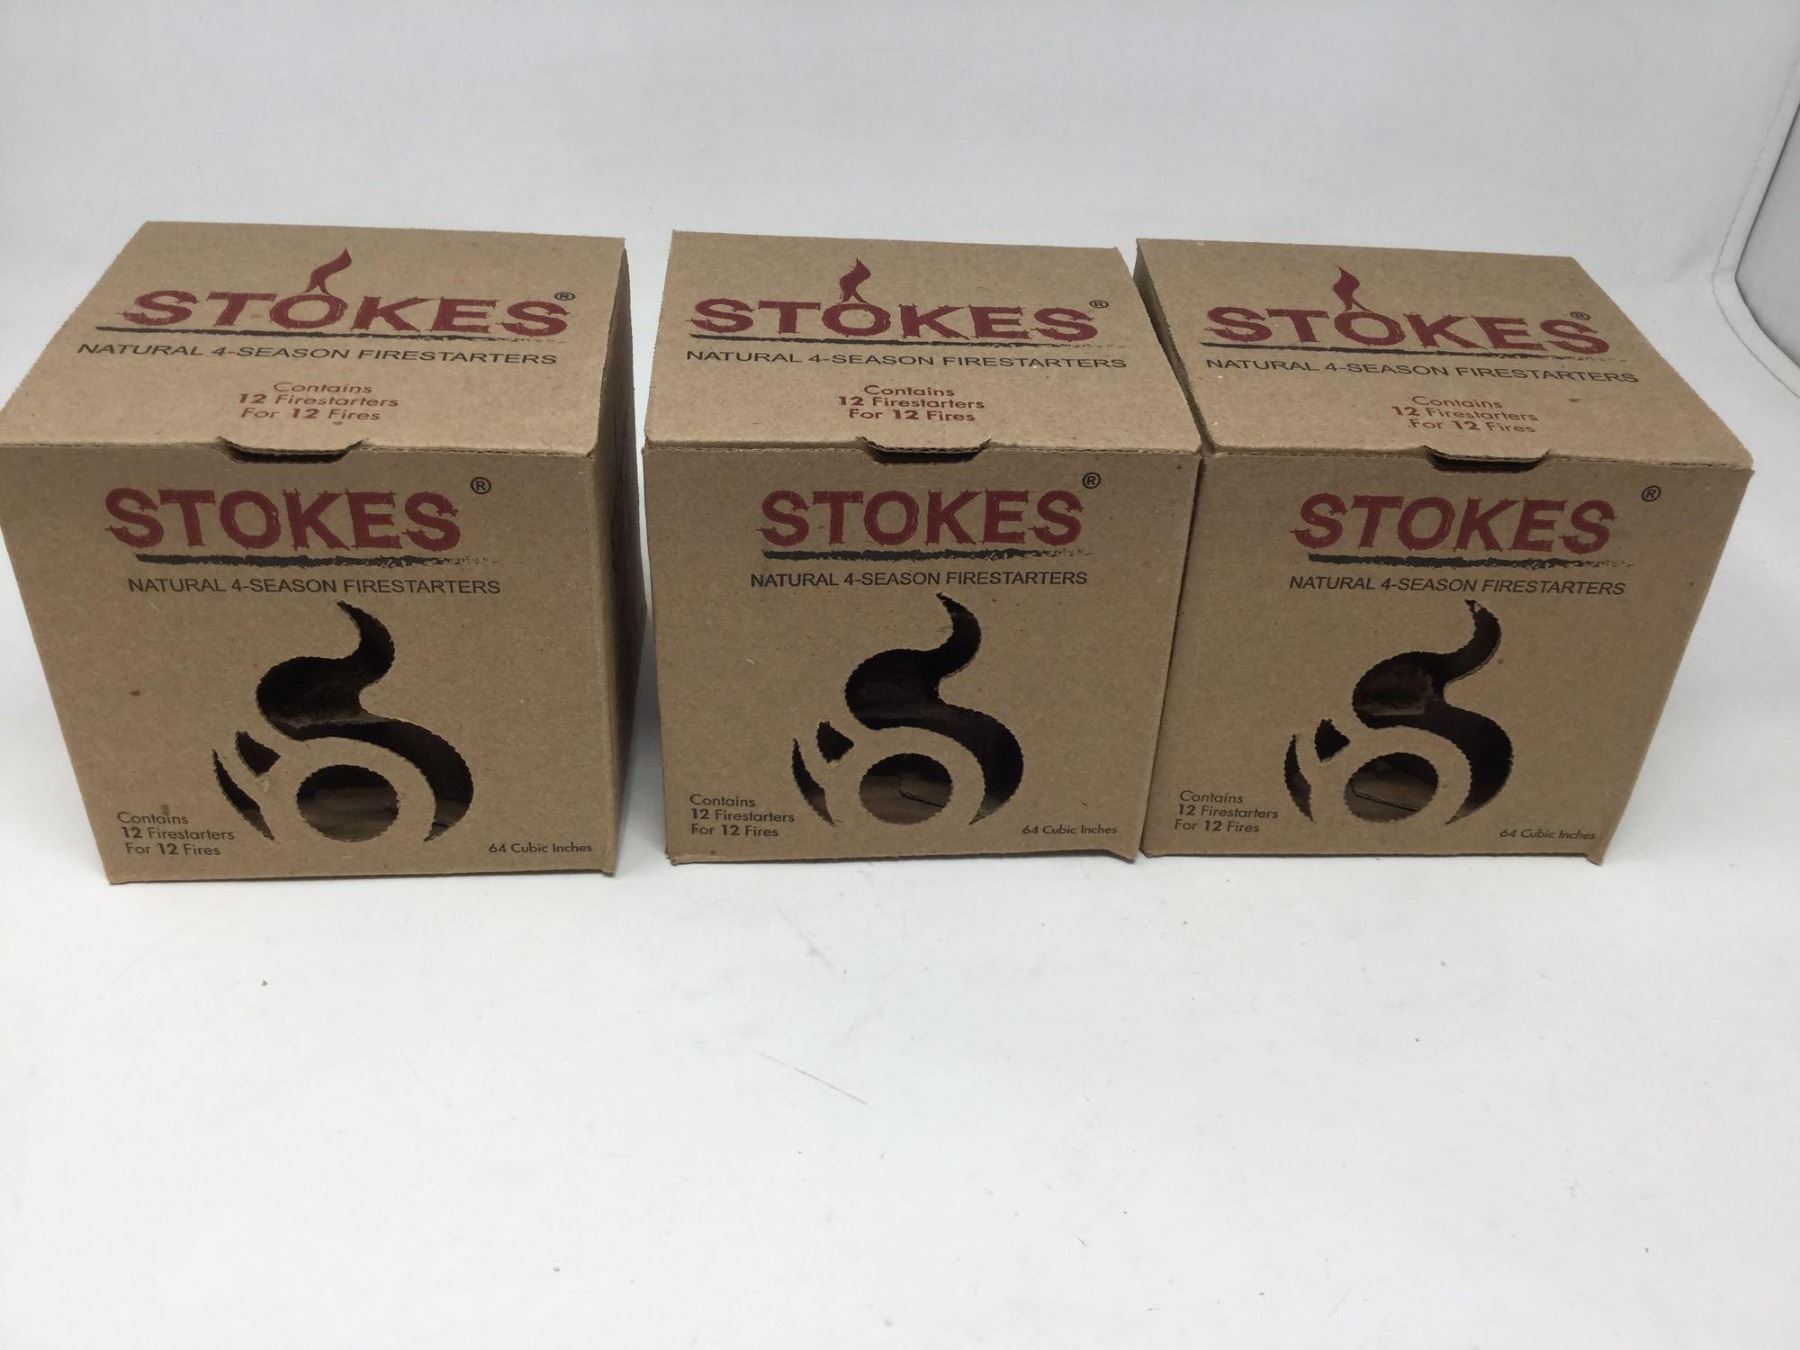 STOKES®
NATURAL 4-SEASON FIRESTARTERS
Contains
12 Firestarters
For 12 Fires
STOKES®
NATURAL 4-SEASON FIRESTARTERS
Contains
12 Firestarters
For 12 Fires
64 Cubic Inches
STOKES®
NATURAL 4-SEASON FIRESTARTERS
Contains
12 Firestarters
For 12 Fires
STOKES®
NATURAL 4-SEASON FIRESTARTERS
Contains
12 Firestarters
For 12 Fires
64 Cubic Inches
STOKES®
NATURAL 4-SEASON FIRESTARTERS
Contains
12 Firestarters
For 12 Fires
STOKES®
NATURAL 4-SEASON FIRESTARTERS
Contains
12 Firestarters
For 12 Fires
64 Cubic Inches